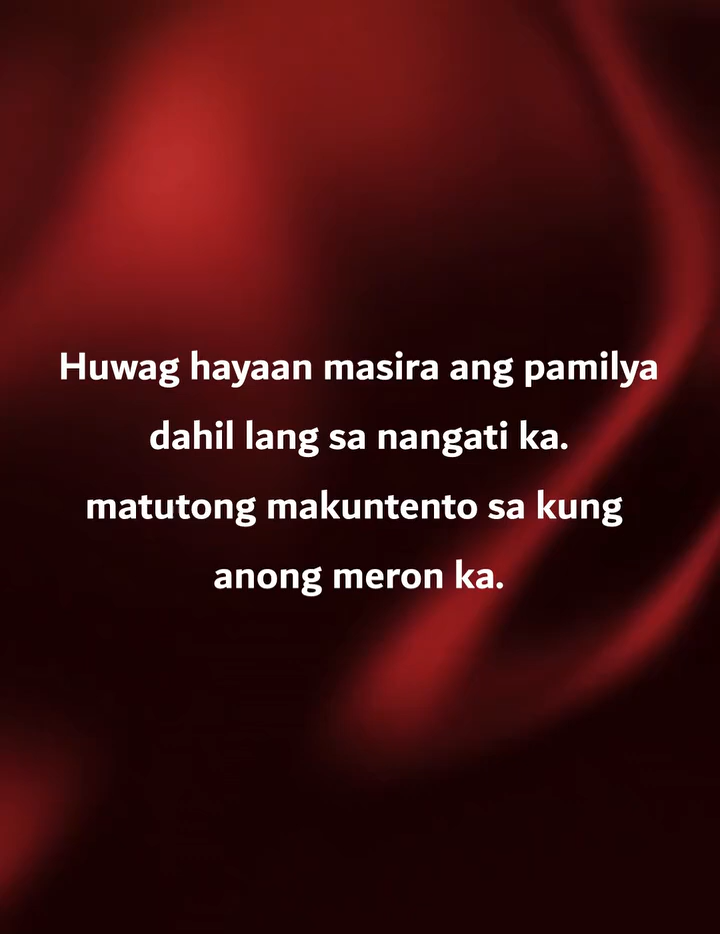 Huwag hayaan masira ang pamilya
dahil lang sa nangati ka.
matutong makuntento sa kung
anong meron ka.